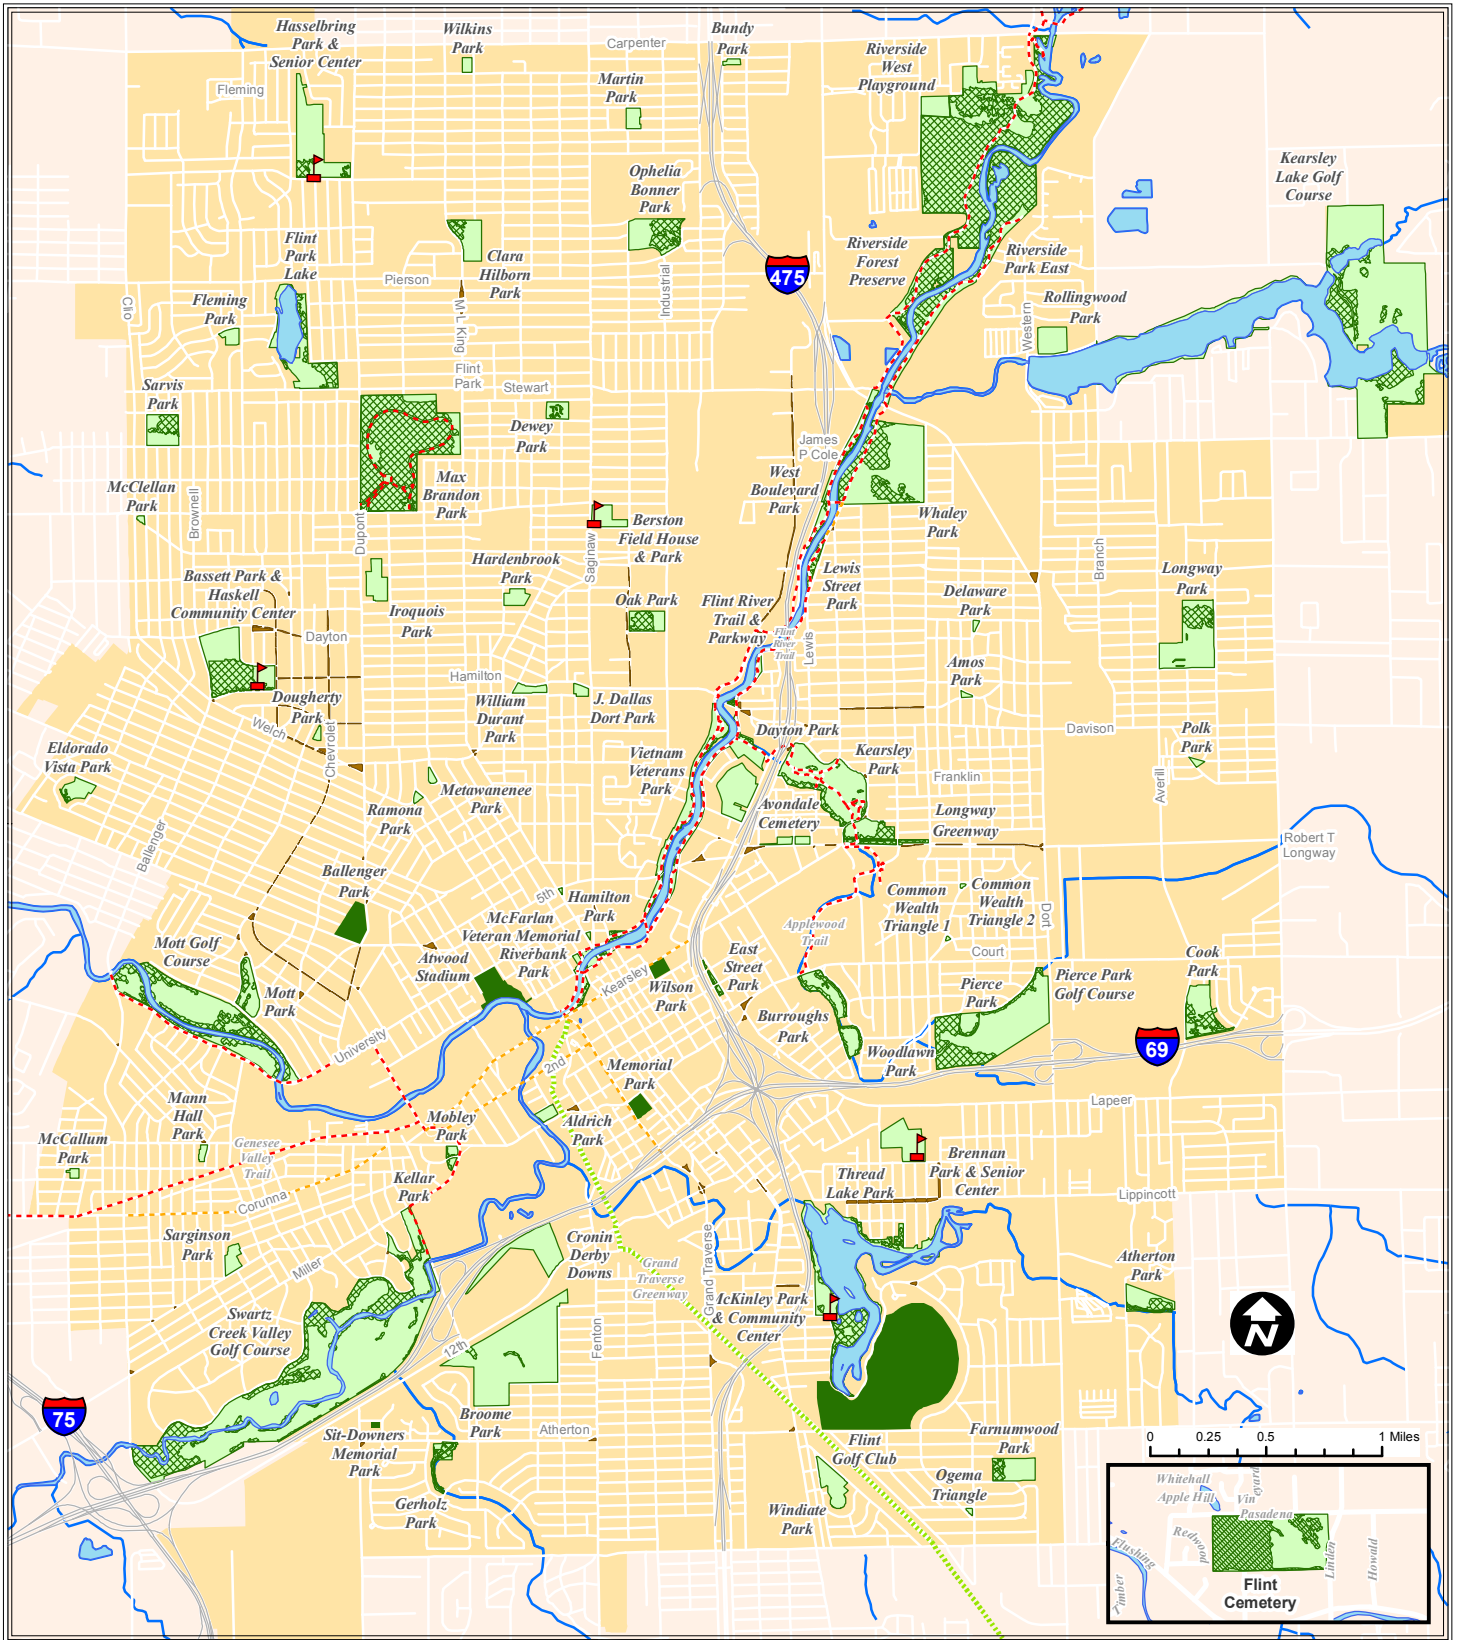 Hasselbring
Park &
Senior Center
Wilkins
Park
Carpenter
Bundy
Park
Riverside
West
Playground
Fleming
Martin
Park
Kearsley
Lake Golf
Course
Ophelia
Bonner
Park
Flint
Park
Lake
Clara
Hilborn
Park
Pierson
Riverside
Forest
Preserve
Riverside
Park East
475
Industrial
Clio
Fleming
Park
M L King
Rollingwood
Park
Western
Flint
Park
Stewart
Sarvis
Park
Dewey
Park
James
P Cole
West
Boulevard
Park
Max
Brandon
Park
McClellan
Park
Brownell
Dupont
Saginaw
Berston
Field House
& Park
Whaley
Park
Hardenbrook
Park
Branch
Lewis
Street
Park
Longway
Park
Bassett Park &
Haskell
Community Center
Iroquois
Park
Oak Park
Flint River
Trail &
Parkway
Delaware
Park
Dayton
Flint
River
Trail
Lewis
Amos
Park
Hamilton
Dougherty
Park
William
Durant
Park
J. Dallas
Dort Park
Welch
Chevrolet
Dayton Park
Davison
Polk
Park
Eldorado
Vista Park
Vietnam
Veterans
Park
Kearsley
Park
Franklin
Averill
Metawanenee
Park
Ramona
Park
Avondale
Cemetery
Longway
Greenway
Ballenger
Robert T
Longway
Ballenger
Park
5th
Hamilton
Park
Common
Wealth
Triangle 1
Common
Wealth
Triangle 2
Dort
McFarlan
Veteran Memorial
Riverbank
Park
Applewood
Trail
Mott Golf
Course
Atwood
Stadium
East
Street
Park
Court
Cook
Park
Kearsley
Wilson
Park
Mott
Park
Pierce
Park
Pierce Park
Golf Course
Burroughs
Park
University
2nd
Woodlawn
Park
69
Memorial
Park
Lapeer
Mann
Hall
Park
Mobley
Park
Aldrich
Park
McCallum
Park
Genesee
Valley
Trail
Brennan
Park & Senior
Center
Kellar
Park
Thread
Lake Park
Lippincott
Corunna
Sarginson
Park
Cronin
Derby
Downs
Grand Traverse
Grand
Traverse
Greenway
Atherton
Park
Miller
McKinley Park
& Community
Center
Swartz
Creek Valley
Golf Course
N
12th
Fenton
75
Broome
Park
Atherton
Sit-Downers
Memorial
Park
Flint
Golf Club
Farnumwood
Park
0 0.25 0.5 1 Miles
Ogema
Triangle
Gerholz
Park
Windiate
Park
Whitehall
Apple Hill
Vin
eyard
Pasadena
Redwo
od
Flushing
Timber
Linden
Howald
Flint
Cemetery